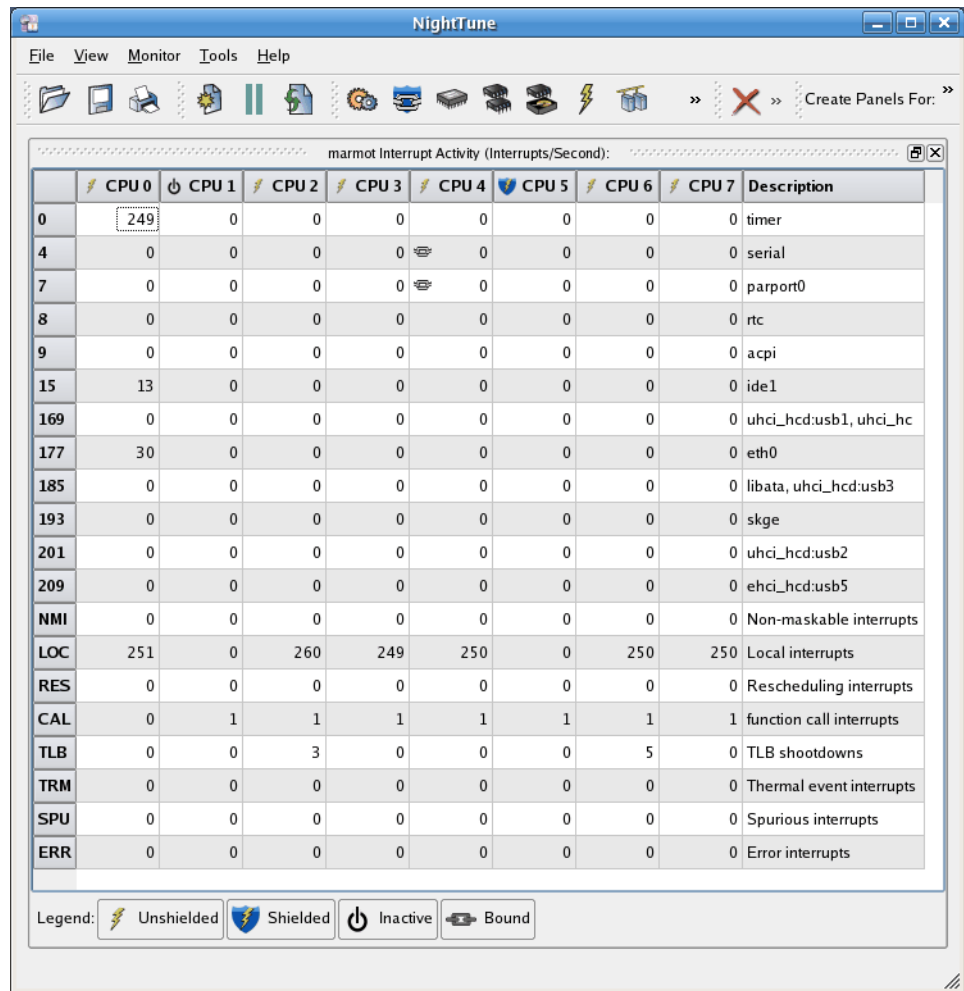 NightTune
File View Monitor Tools Help
» » Create Panels For: »
marmot Interrupt Activity (Interrupts/Second):
CPU 0 CPU 1 CPU 2 CPU 3 CPU 4 CPU 5 CPU 6 CPU 7 Description
0 249 0 0 0 0 0 0 0 timer
4 0 0 0 0 0 0 0 0 serial
7 0 0 0 0 0 0 0 0 parport0
8 0 0 0 0 0 0 0 0 rtc
9 0 0 0 0 0 0 0 0 acpi
15 13 0 0 0 0 0 0 0 ide1
169 0 0 0 0 0 0 0 0 uhci_hcd:usb1, uhci_hc
177 30 0 0 0 0 0 0 0 eth0
185 0 0 0 0 0 0 0 0 libata, uhci_hcd:usb3
193 0 0 0 0 0 0 0 0 skge
201 0 0 0 0 0 0 0 0 uhci_hcd:usb2
209 0 0 0 0 0 0 0 0 ehci_hcd:usb5
NMI 0 0 0 0 0 0 0 0 Non-maskable interrupts
LOC 251 0 260 249 250 0 250 250 Local interrupts
RES 0 0 0 0 0 0 0 0 Rescheduling interrupts
CAL 0 1 1 1 1 1 1 1 function call interrupts
TLB 0 0 3 0 0 0 5 0 TLB shootdowns
TRM 0 0 0 0 0 0 0 0 Thermal event interrupts
SPU 0 0 0 0 0 0 0 0 Spurious interrupts
ERR 0 0 0 0 0 0 0 0 Error interrupts
Legend: Unshielded Shielded Inactive Bound